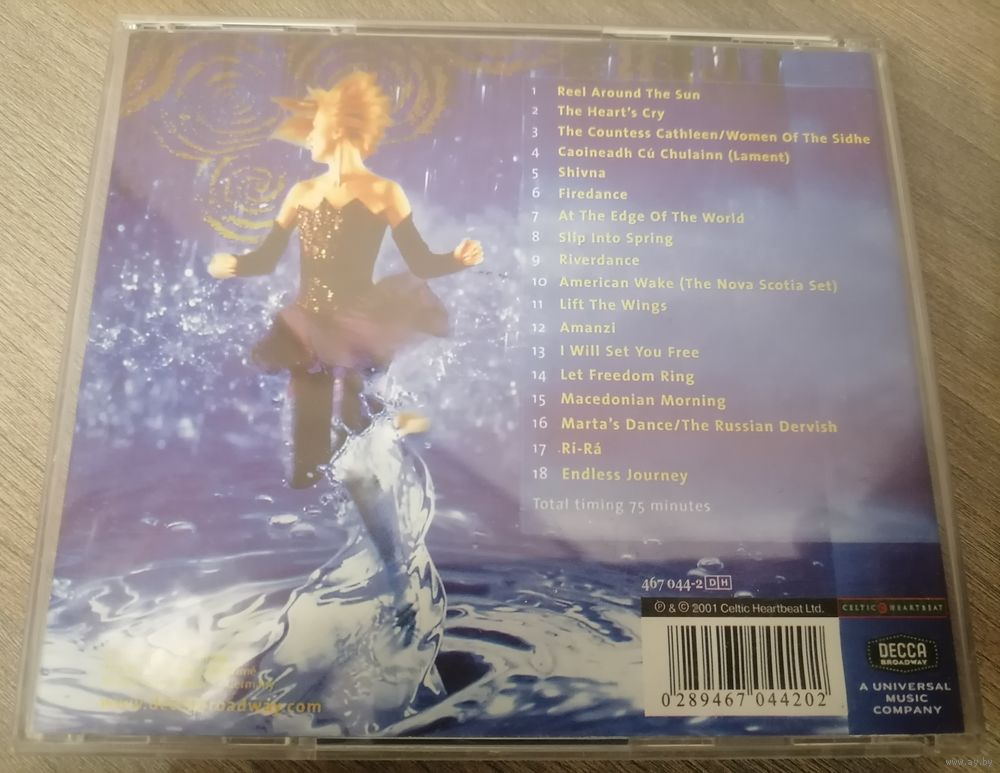 1 Reel Around The Sun
2 The Heart's Cry
3 The Countess Cathleen/Women Of The Sidhe
4 Caoineadh Cú Chulainn (Lament)
5 Shivna
6 Firedance
7 At The Edge Of The World
8 Slip Into Spring
9 Riverdance
10 American Wake (The Nova Scotia Set)
11 Lift The Wings
12 Amanzi
13 I Will Set You Free
14 Let Freedom Ring
15 Macedonian Morning
16 Marta's Dance/The Russian Dervish
17 Ri-Rá
18 Endless Journey
Total timing 75 minutes
467 044-2 DH
℗ & © 2001 Celtic Heartbeat Ltd.
CELTIC HEARTBEAT
DECCA
BROADWAY
0 289467 044202
A UNIVERSAL
MUSIC
COMPANY
www.deccabroadway.com
www.ay.by